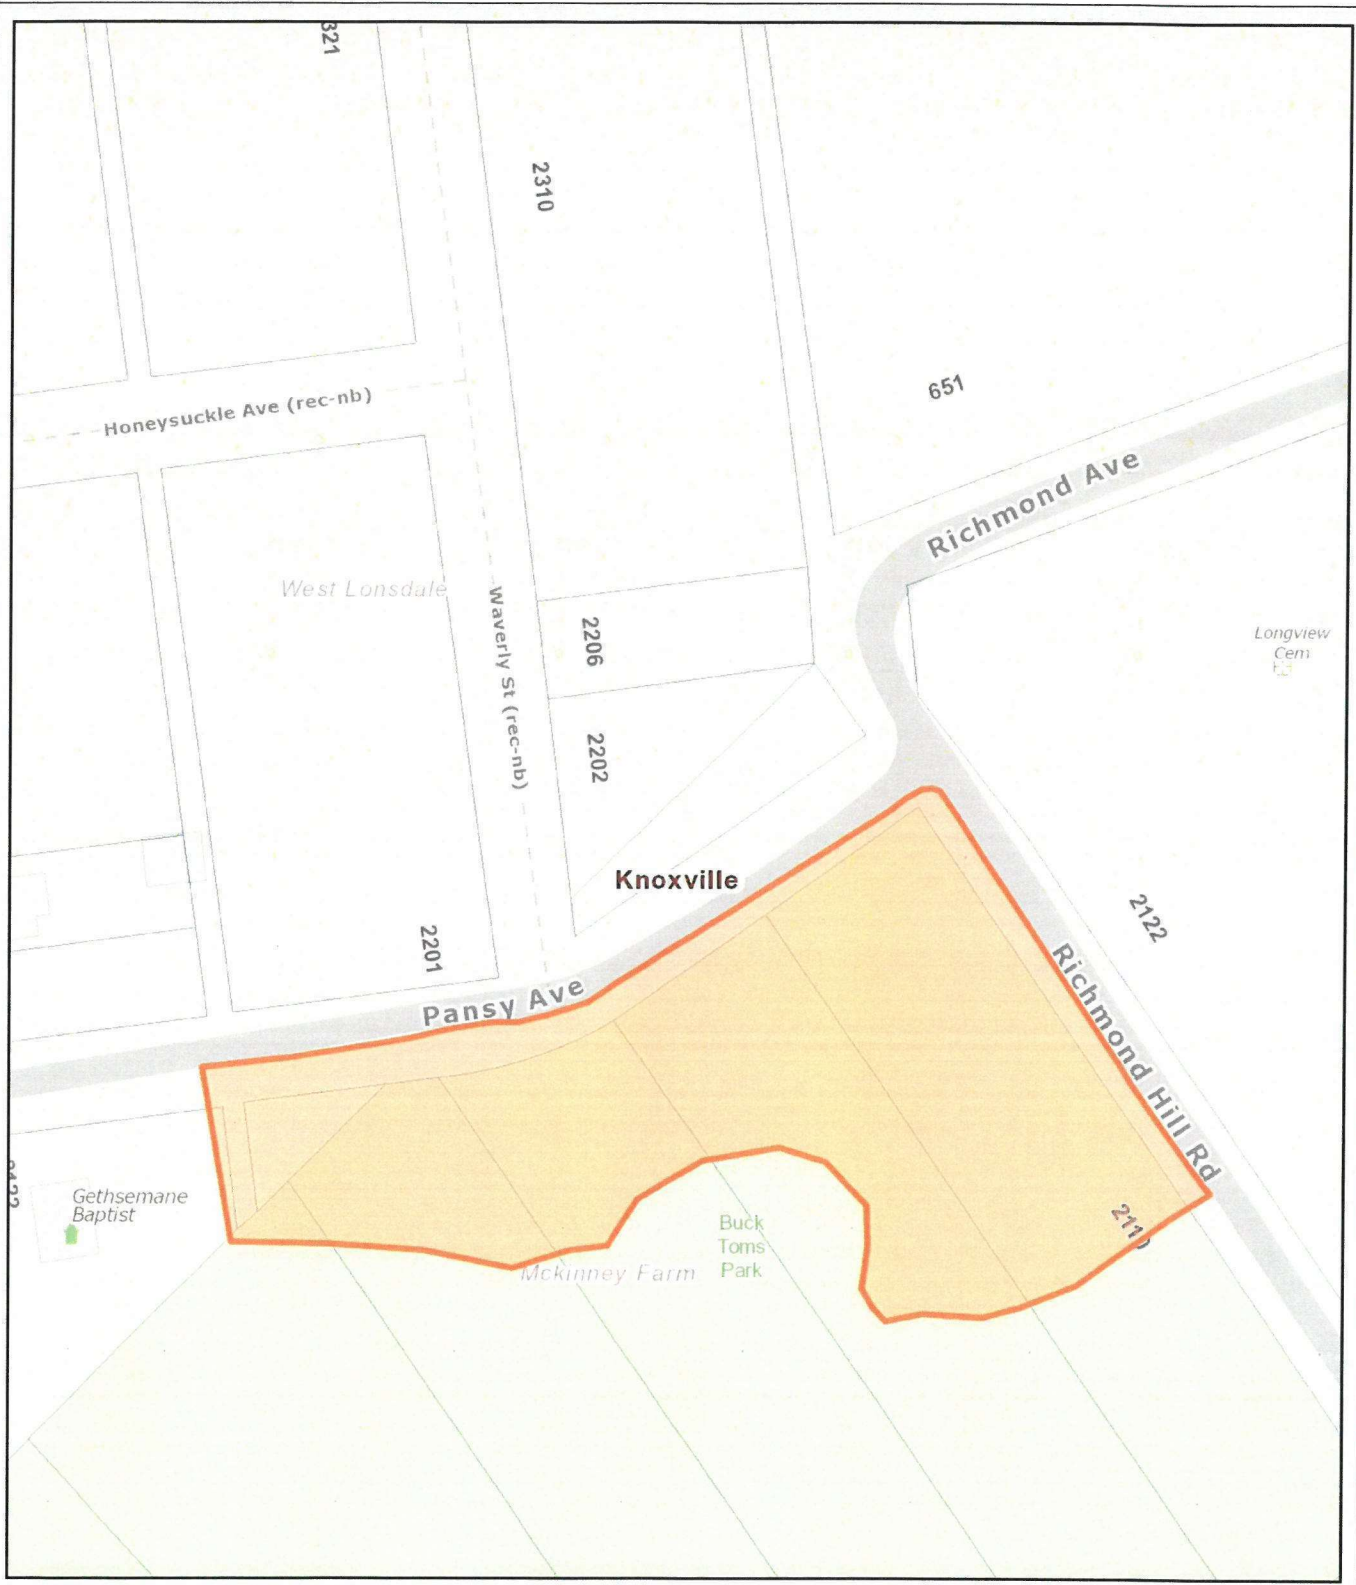 321
2310
Honeysuckle Ave (rec-nb)
651
Richmond Ave
West Lonsdale
Waverly St (rec-nb)
2206
Longview
Cem
2202
Knoxville
2122
2201
Pansy Ave
Richmond Hill Rd
Gethsemane
Baptist
Buck
Toms
Park
Mckinney Farm